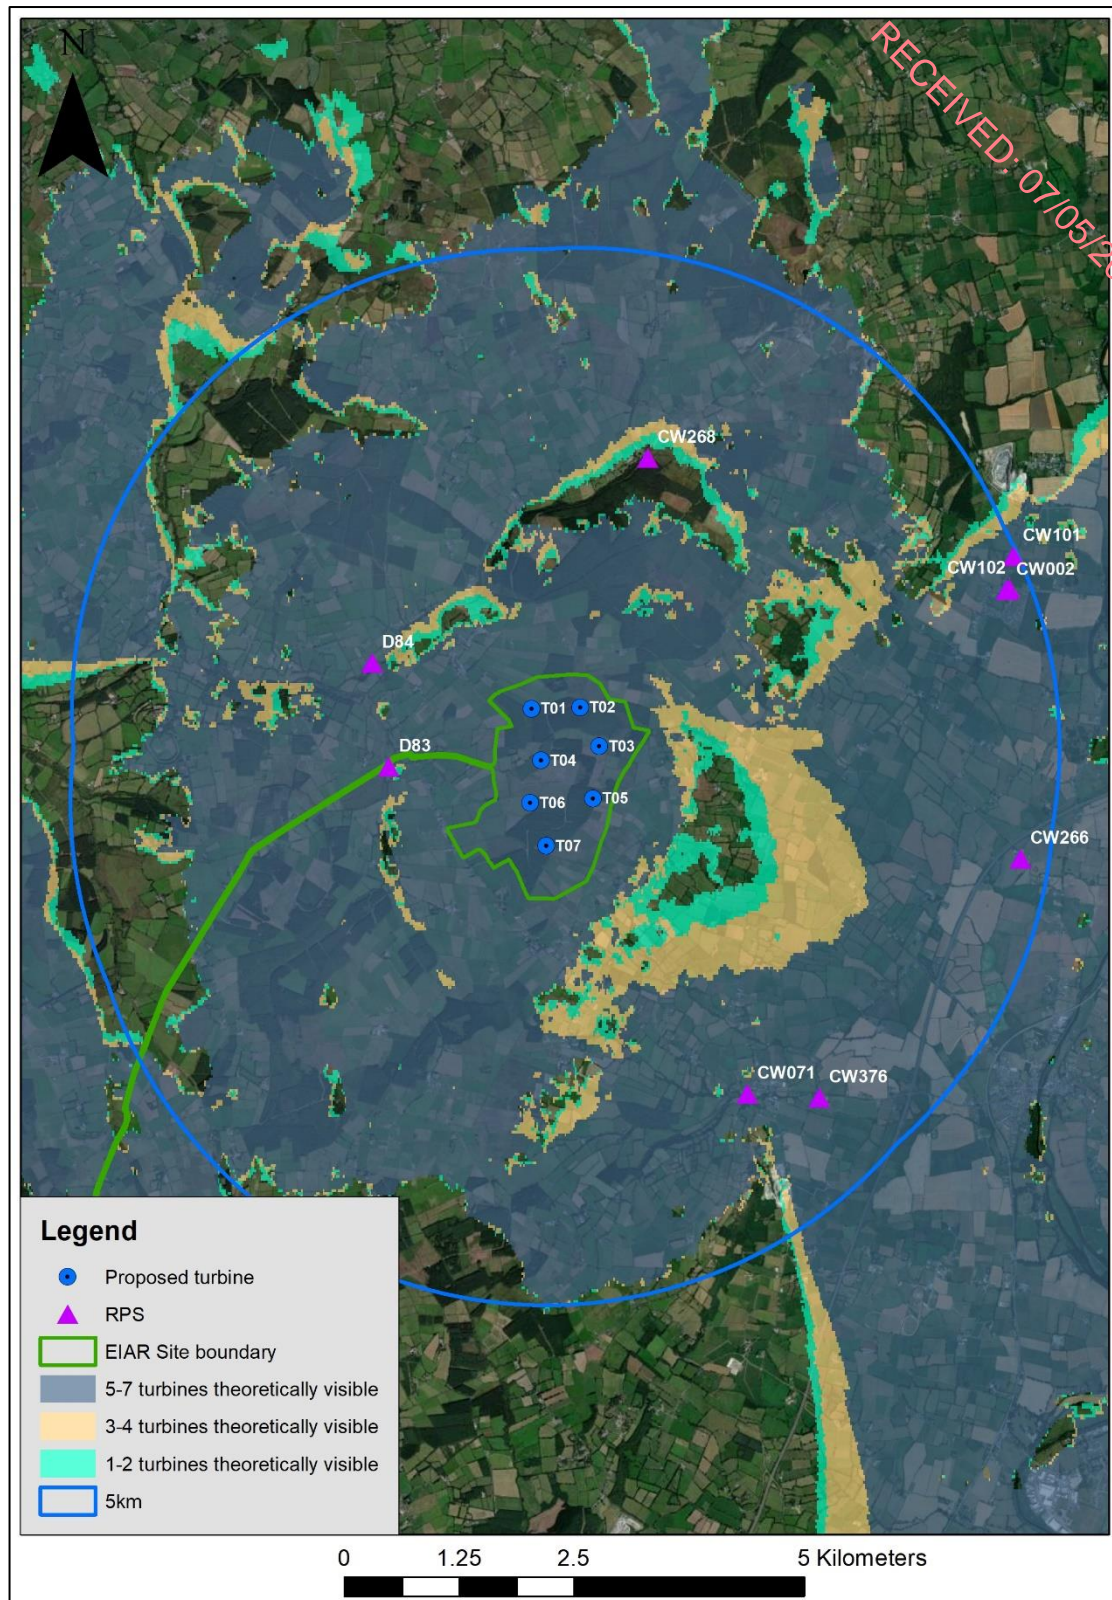 N
RECEIVED: 07/05/20
CW268
CW101
CW102 CW002
D84
T01
T02
D83
T03
T04
T06
T05
CW266
T07
CW071
CW376
Legend
Proposed turbine
RPS
EIAR Site boundary
5-7 turbines theoretically visible
3-4 turbines theoretically visible
1-2 turbines theoretically visible
5km
0 1.25 2.5 5 Kilometers